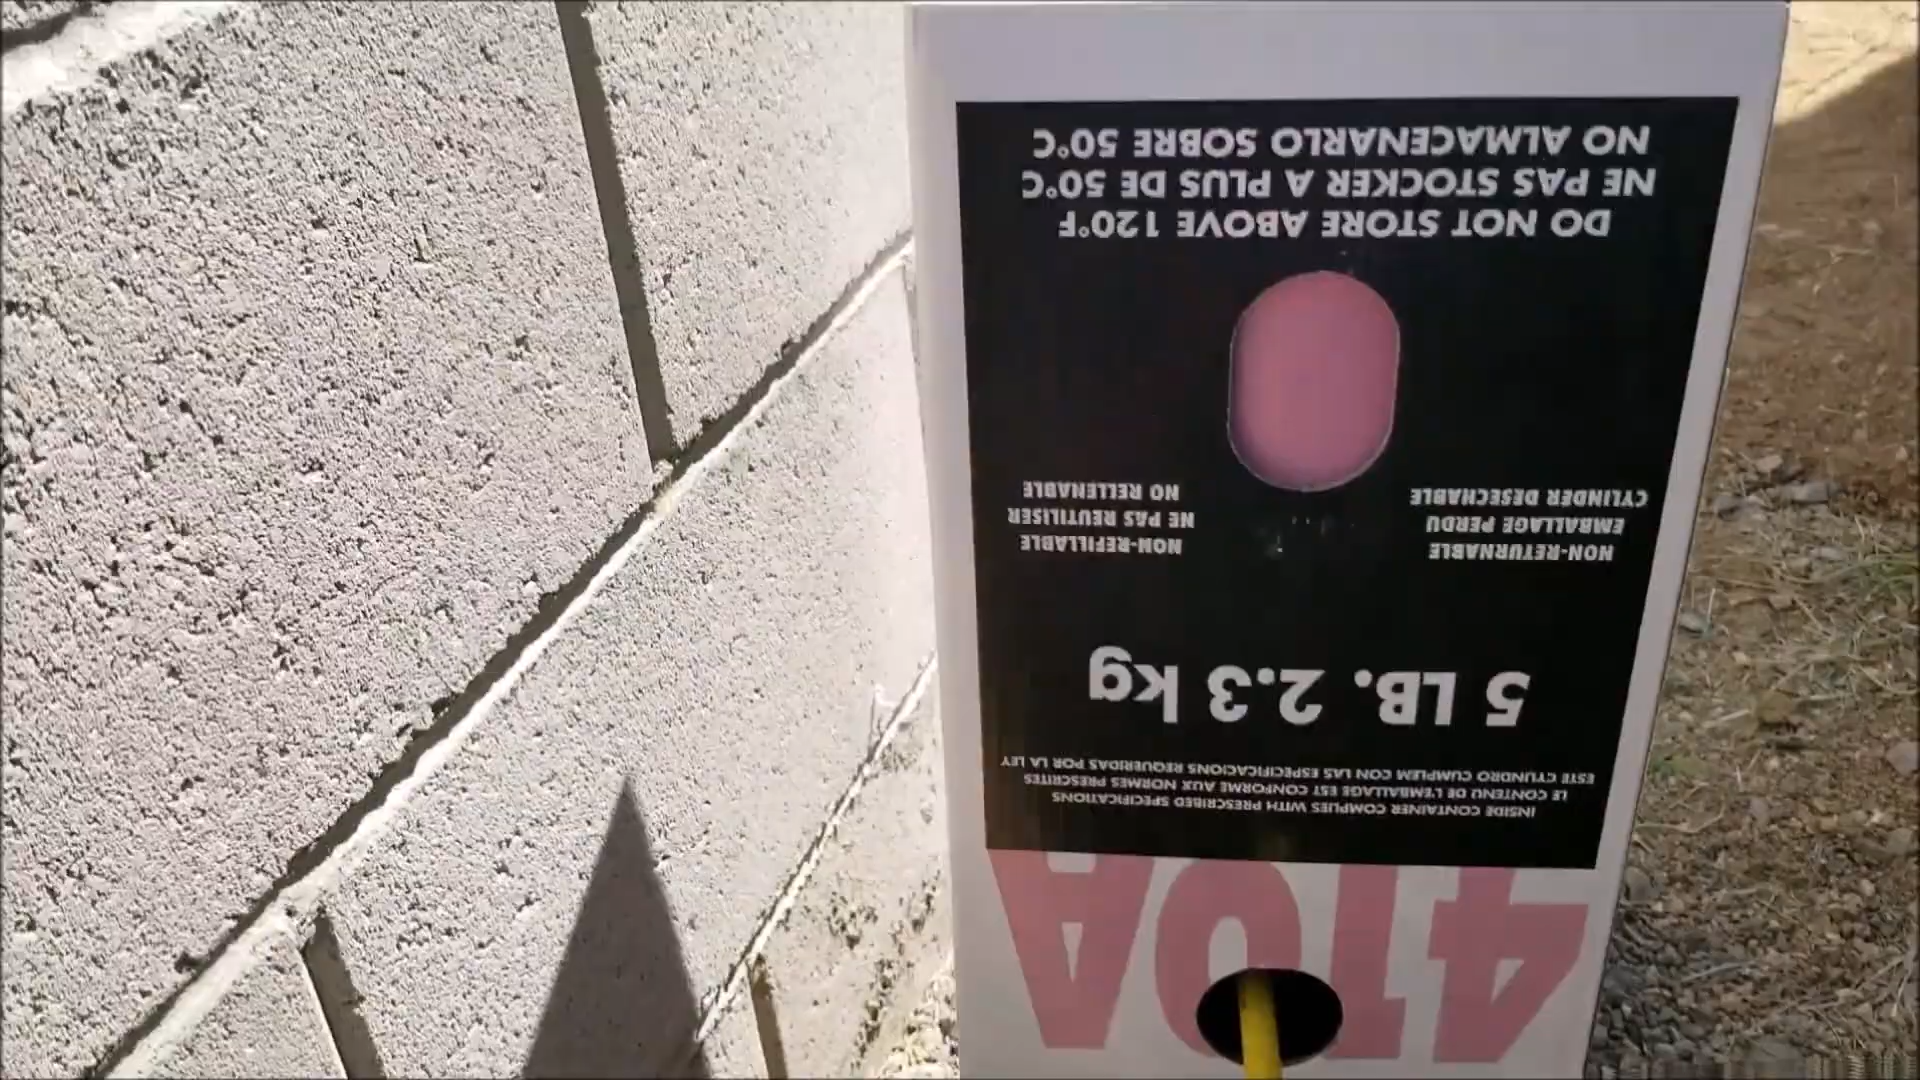 410A
INSIDE CONTAINER COMPLIES WITH PRESCRIBED SPECIFICATIONS
LE CONTENU DE L'EMBALLAGE EST CONFORME AUX NORMES PRESCRITES
ESTE CYLINDRO CUMPLEM CON LAS ESPECIFICACIONS REQUERIDAS POR LA LEY
5 LB. 2.3 kg
NON-RETURNABLE
EMBALLAGE PERDU
CYLINDER DESECHABLE
NON-REFILLABLE
NE PAS REUTILISER
NO RELLENABLE
DO NOT STORE ABOVE 120°F
NE PAS STOCKER A PLUS DE 50°C
NO ALMACENARLO SOBRE 50°C